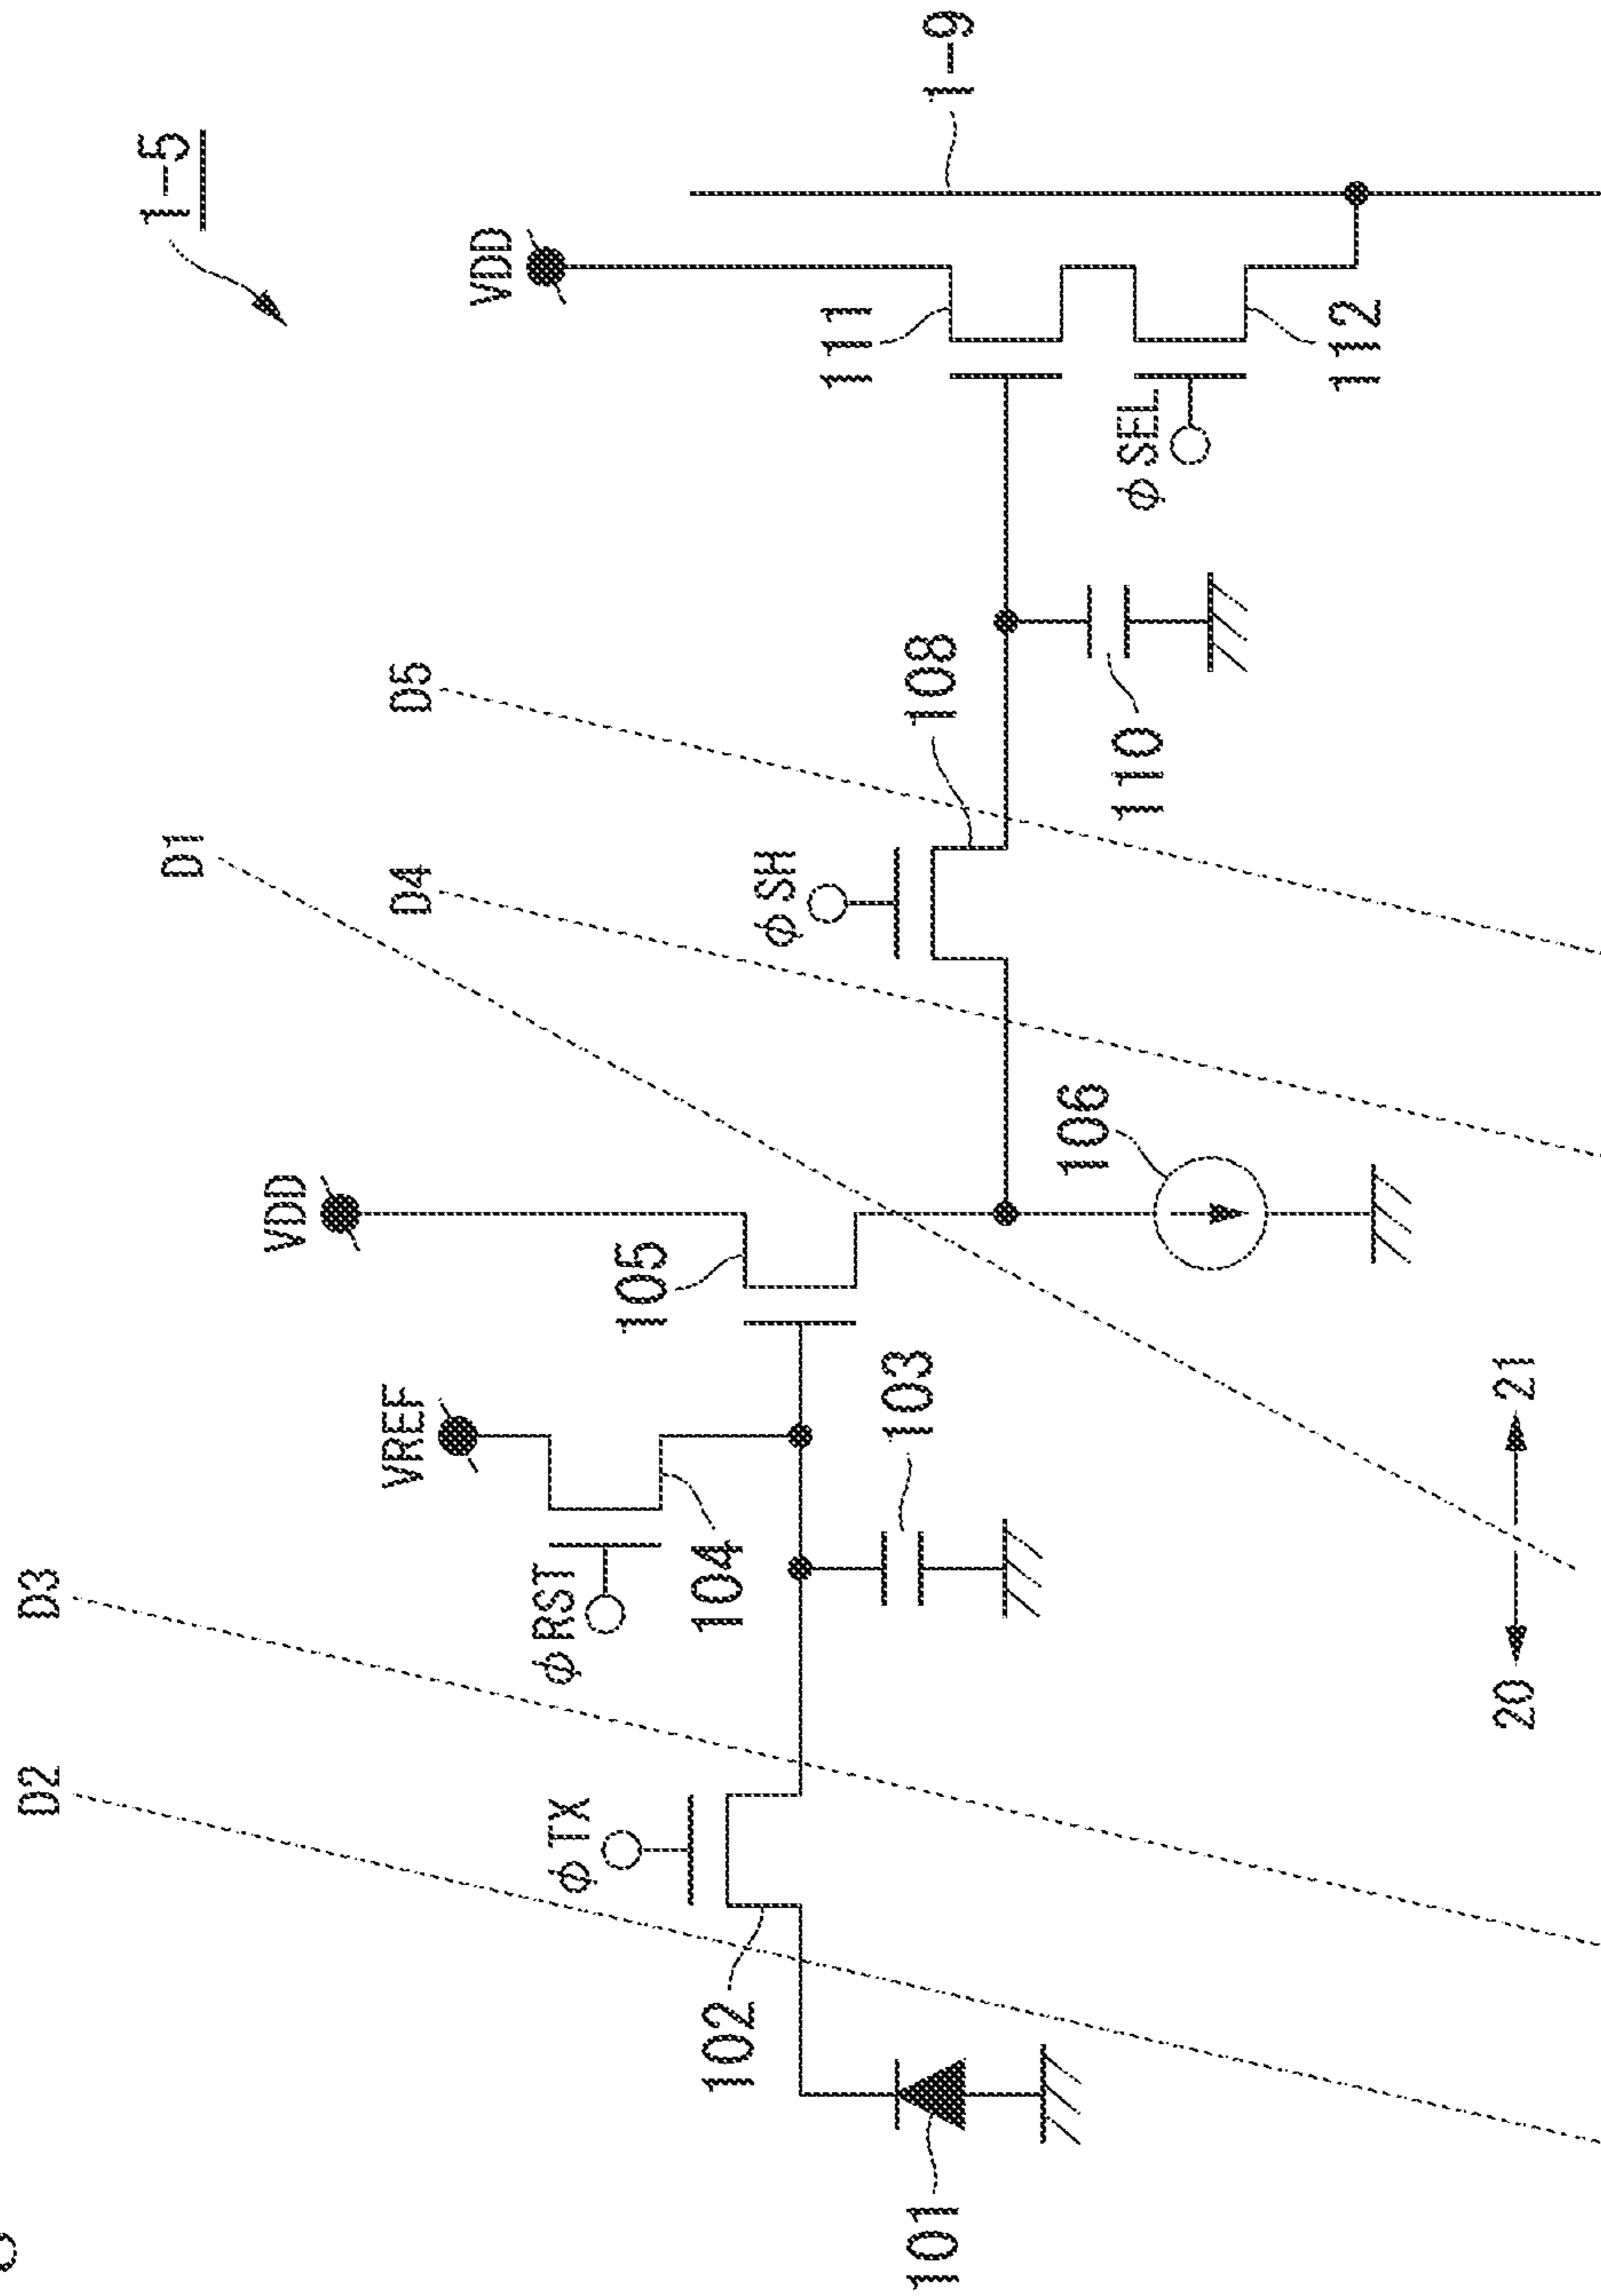 1-5
D1
D2
D3
D4
D5
VDD
VREF
VDD
φTX
φRST
φSH
φSEL
101
102
103
104
105
106
108
110
111
112
1-9
20
21